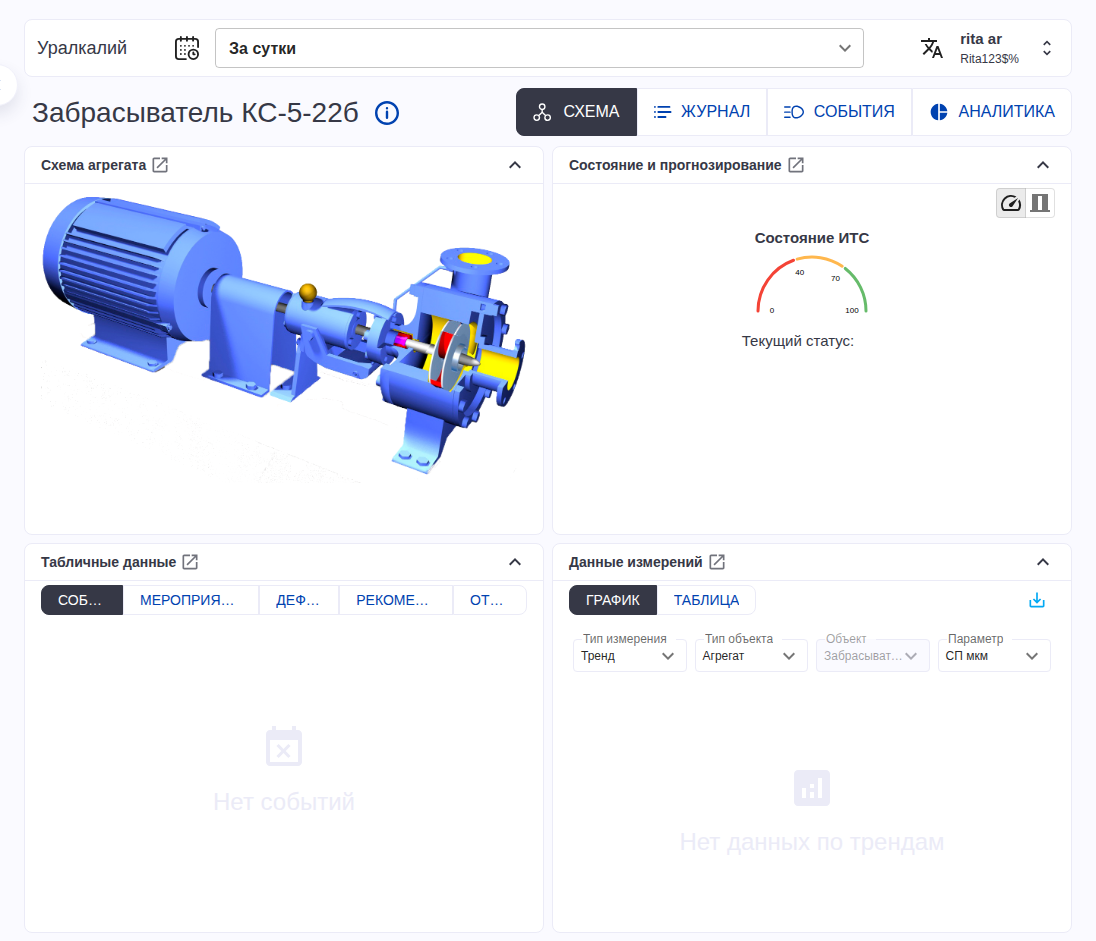 Уралкалий
За сутки
rita ar
Rita123$%
Забрасыватель КС-5-22б
СХЕМА
ЖУРНАЛ
СОБЫТИЯ
АНАЛИТИКА
Схема агрегата
Состояние и прогнозирование
Состояние ИТС
40
70
0
100
Текущий статус:
Табличные данные
Данные измерений
СОБ...
МЕРОПРИЯ...
ДЕФ...
РЕКОМЕ...
ОТ...
ГРАФИК
ТАБЛИЦА
Тип измерения
Тип объекта
Объект
Параметр
Тренд
Агрегат
Забрасыват...
СП мкм
Нет событий
Нет данных по трендам